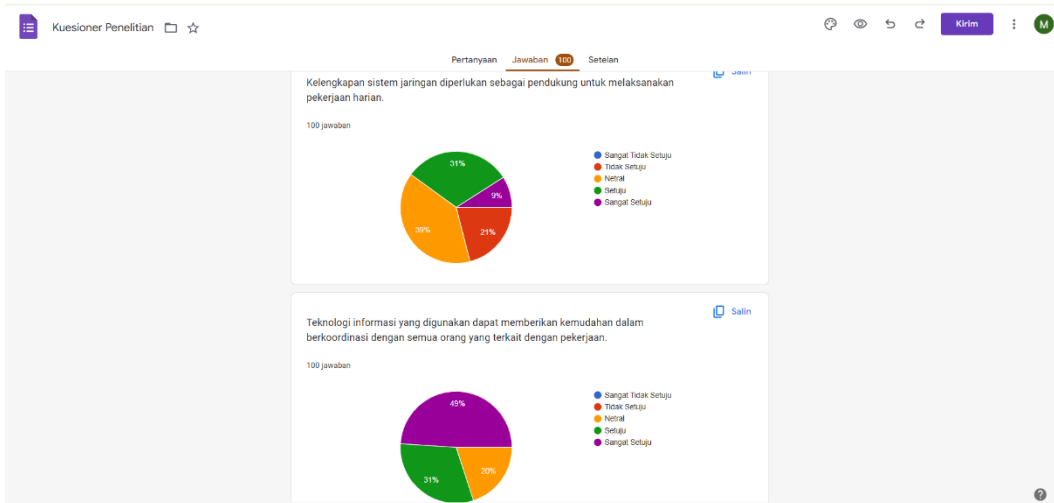 Kuesioner Penelitian
Kirim
M
Pertanyaan Jawaban 100 Setelan
Salin
Kelengkapan sistem jaringan diperlukan sebagai pendukung untuk melaksanakan
pekerjaan harian.
100 jawaban
31%
9%
39%
21%
Sangat Tidak Setuju
Tidak Setuju
Netral
Setuju
Sangat Setuju
Salin
Teknologi informasi yang digunakan dapat memberikan kemudahan dalam
berkoordinasi dengan semua orang yang terkait dengan pekerjaan.
100 jawaban
49%
20%
31%
Sangat Tidak Setuju
Tidak Setuju
Netral
Setuju
Sangat Setuju